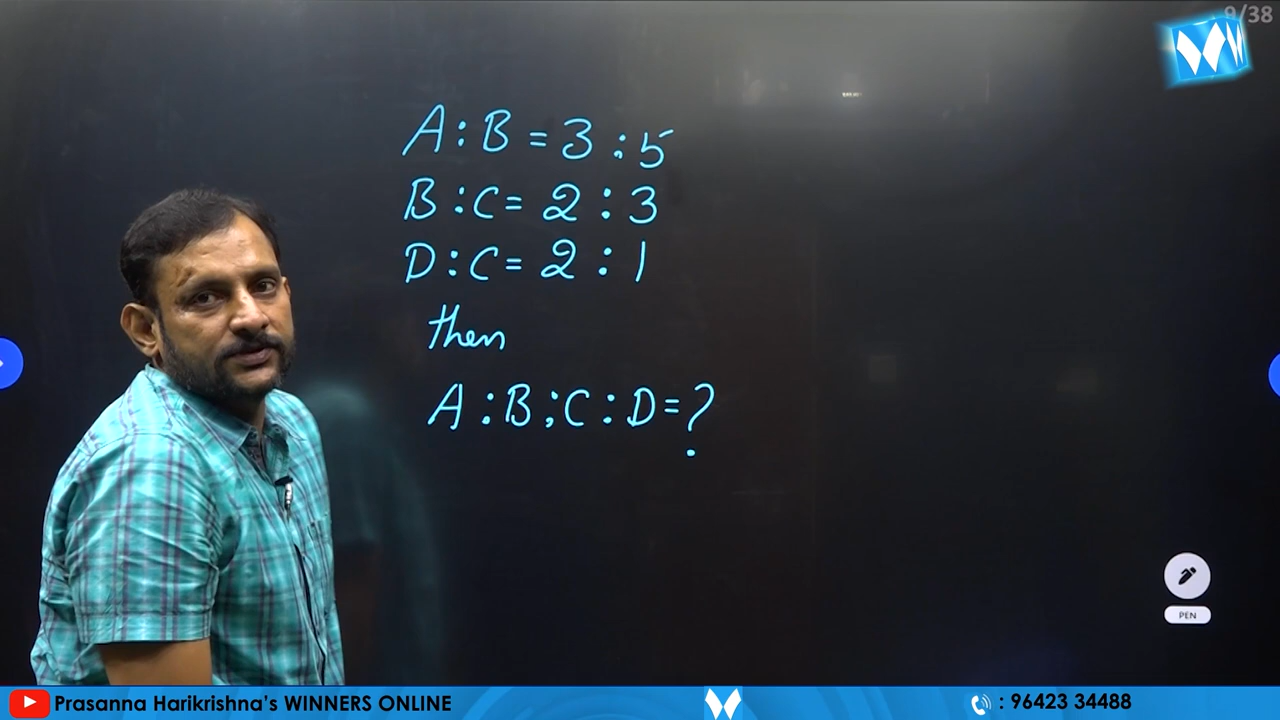 9/38
A:B = 3:5
B:C = 2:3
D:C = 2:1
then
A:B;C:D=?
PEN
Prasanna Harikrishna's WINNERS ONLINE
: 96423 34488